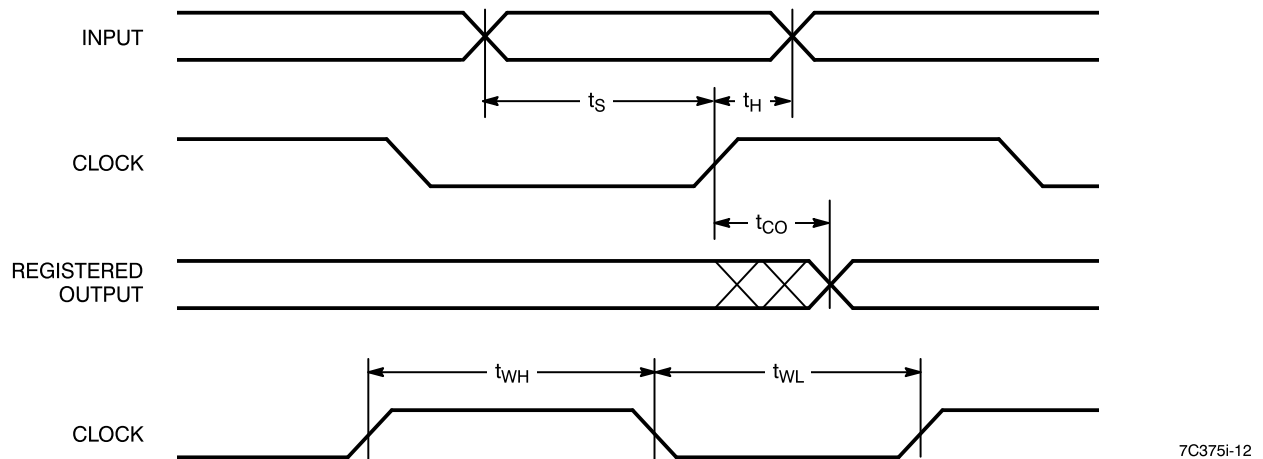 INPUT
tS
tH
CLOCK
tCO
REGISTERED
OUTPUT
tWH
tWL
CLOCK
7C375i-12